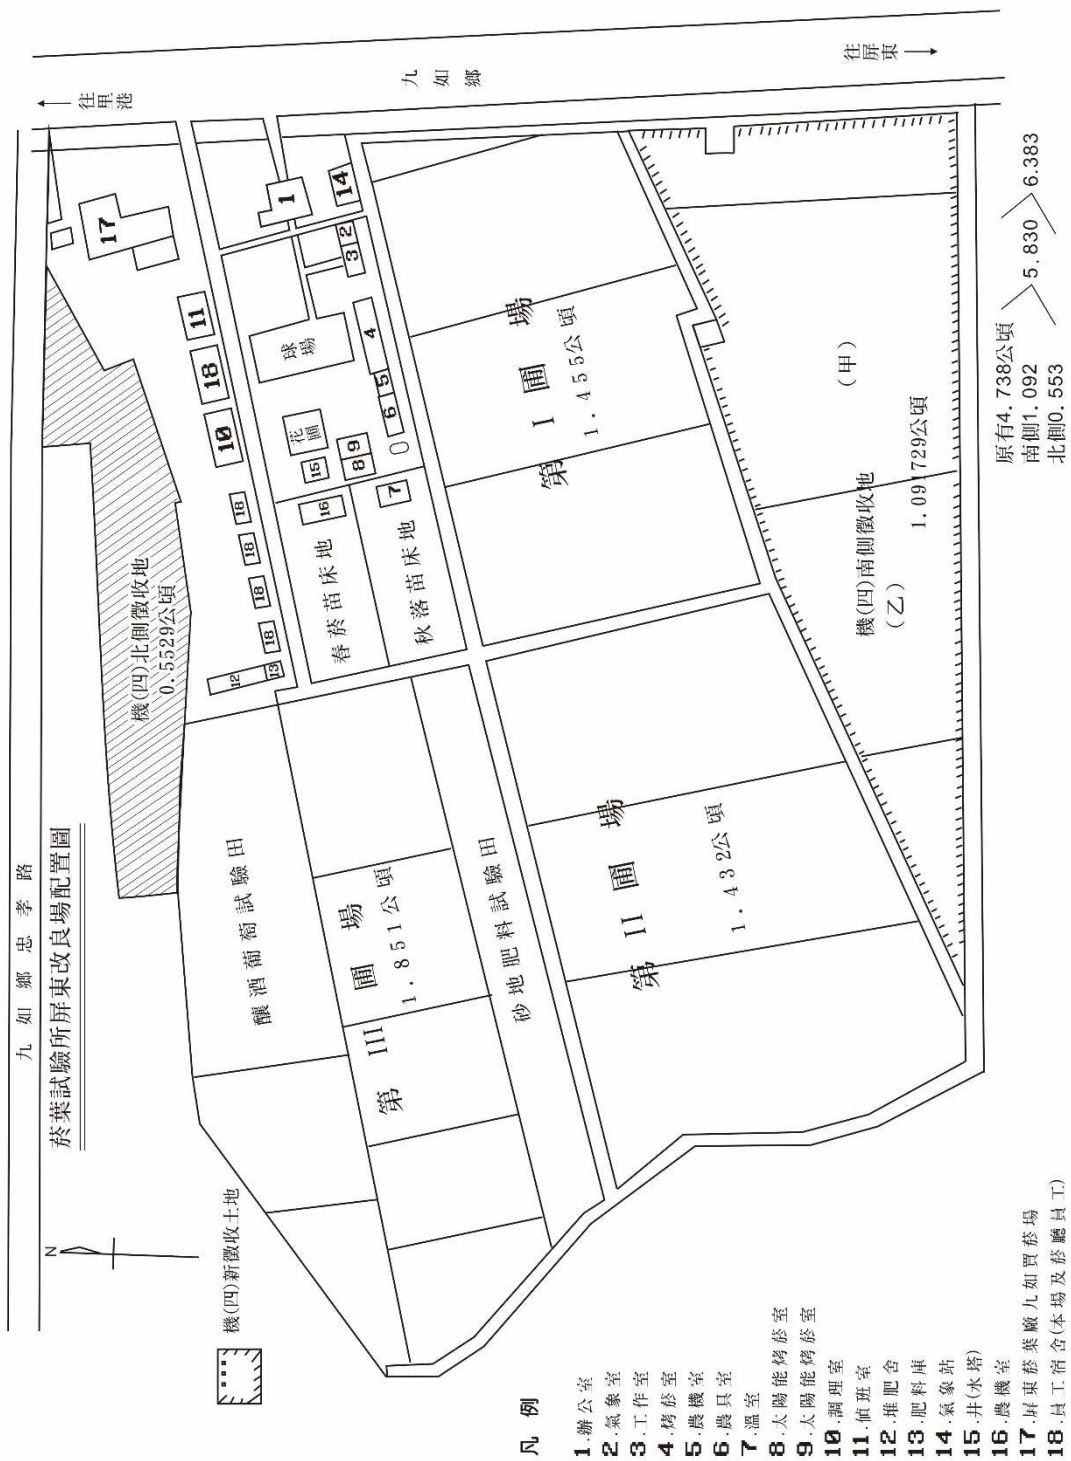 九如鄉忠孝路
菸葉試驗所屏東改良場配置圖
N
機(四)新徵收土地
往里港
九如鄉
往屏東
機(四)北側徵收地
0.5529公頃
17
11
18
10
18
18
18
18
12
13
1
14
2
3
球場
4
5
6
花圃
15
9
8
7
16
春菸苗床地
秋落苗床地
釀酒葡萄試驗田
第III圃場
1.851公頃
砂地肥料試驗田
第I圃場
1.455公頃
第II圃場
1.432公頃
(甲)
機(四)南側徵收地
(乙)
1.091729公頃
原有4.738公頃
南側1.092
北側0.553
5.830
6.383
凡例
1.辦公室
2.氣象室
3.工作室
4.烤菸室
5.農機室
6.農具室
7.溫室
8.太陽能烤菸室
9.太陽能烤菸室
10.調理室
11.值班室
12.堆肥舍
13.肥料庫
14.氣象站
15.井(水塔)
16.農機室
17.屏東菸葉廠九如買菸場
18.員工宿舍(本場及菸廳員工)